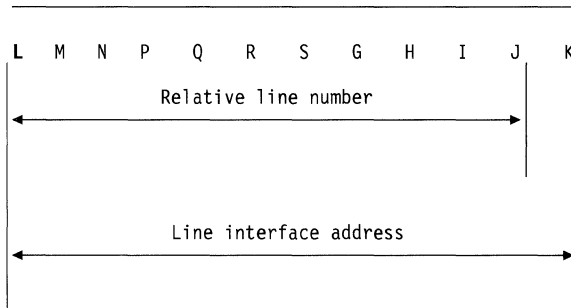 L M N P Q R S G H I J K
Relative line number
Line interface address